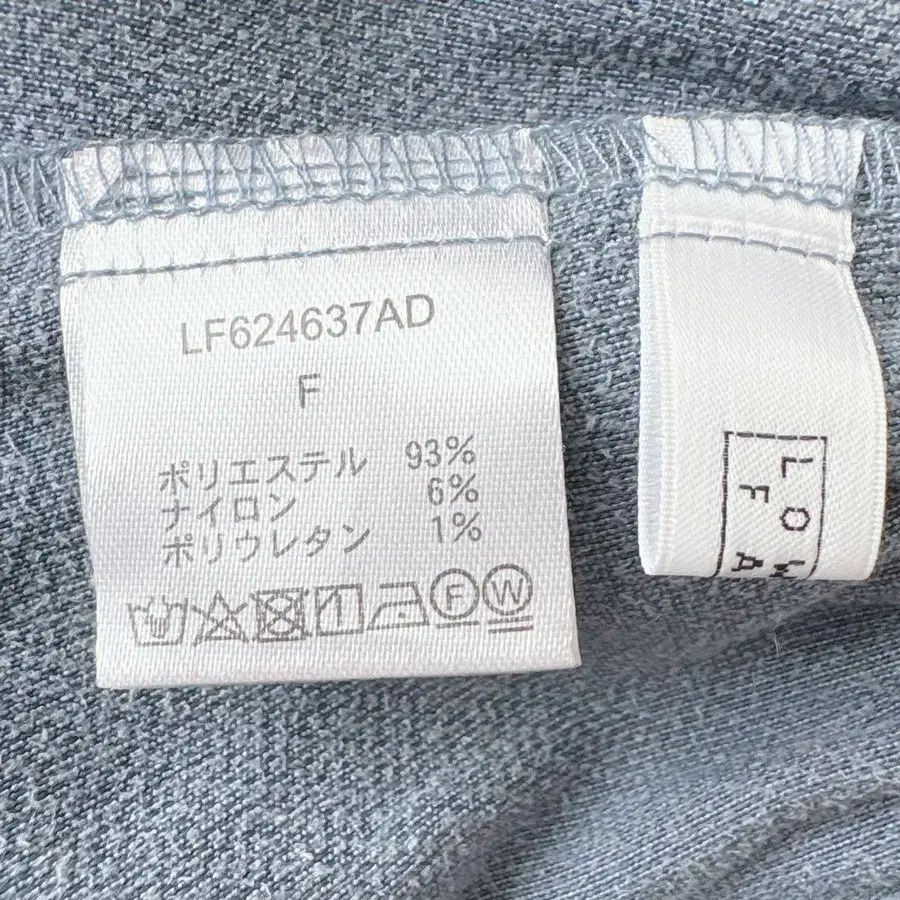 LF624637AD
F
ポリエステル 93%
ナイロン 6%
ポリウレタン 1%
F W
LOW
F A